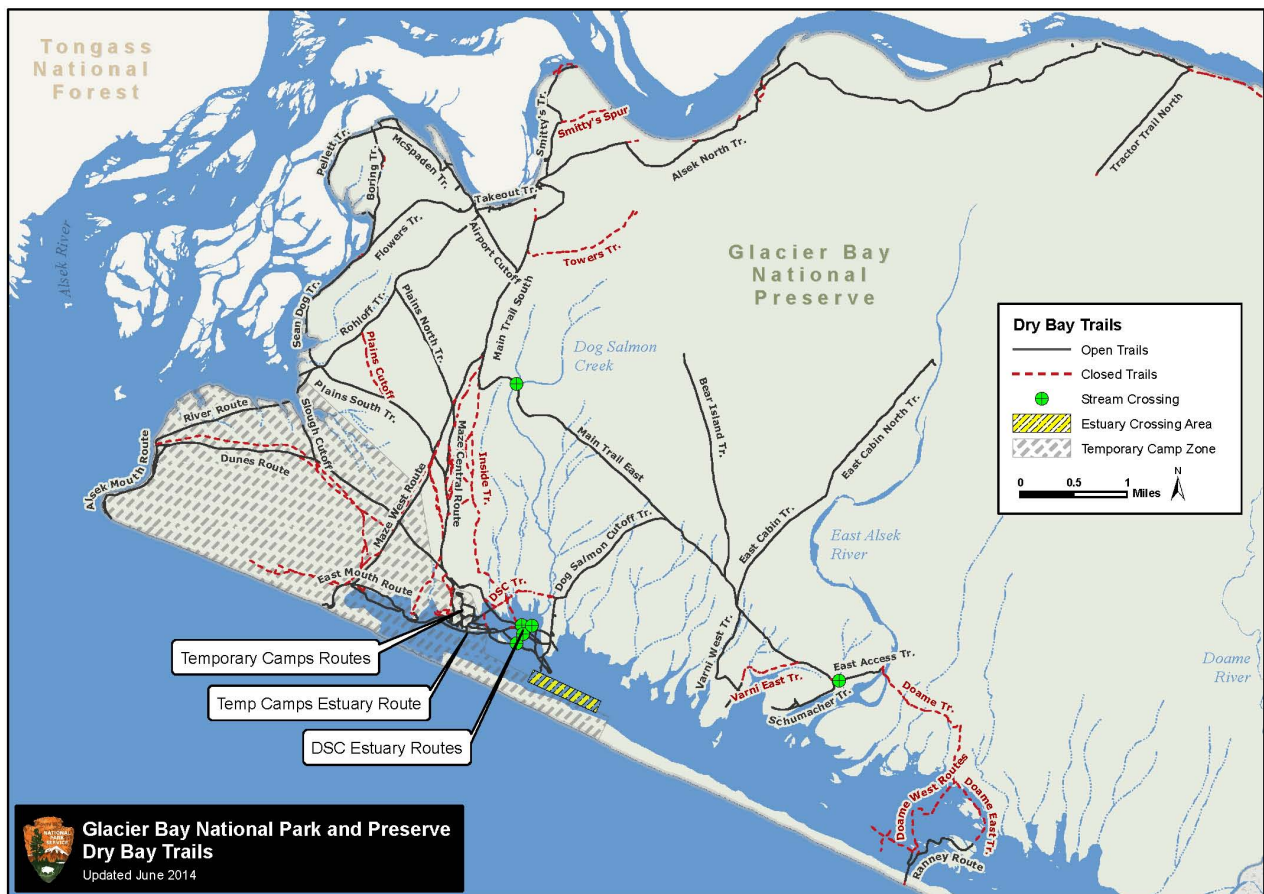 Tongass
National
Forest
Alsek River
Pellett Tr.
Boring Tr.
McSpaden Tr.
Smitty's Tr.
Smitty's Spur
Takeout Tr.
Alsek North Tr.
Tractor Trail North
Flowers Tr.
Airport Cutoff
Towers Tr.
Glacier Bay
National
Preserve
Sean Dog Tr.
Rohloff Tr.
Plains North Tr.
Main Trail South
Plains Cutoff
Dog Salmon
Creek
Plains South Tr.
River Route
Slough Cutoff
Dunes Route
Alsek Mouth Route
Maze West Route
Maze Central Route
Inside Tr.
Main Trail East
Bear Island Tr.
East Cabin North Tr.
East Cabin Tr.
East Alsek
River
Dog Salmon Cutoff Tr.
DSC Tr.
East Mouth Route
Varni West Tr.
Varni East Tr.
East Access Tr.
Schumacher Tr.
Doame Tr.
Doame
River
Doame West Routes
Doame East Tr.
Ranney Route
Temporary Camps Routes
Temp Camps Estuary Route
DSC Estuary Routes
Dry Bay Trails
Open Trails
Closed Trails
Stream Crossing
Estuary Crossing Area
Temporary Camp Zone
0 0.5 1
Miles
N
NATIONAL
PARK
SERVICE
Glacier Bay National Park and Preserve
Dry Bay Trails
Updated June 2014